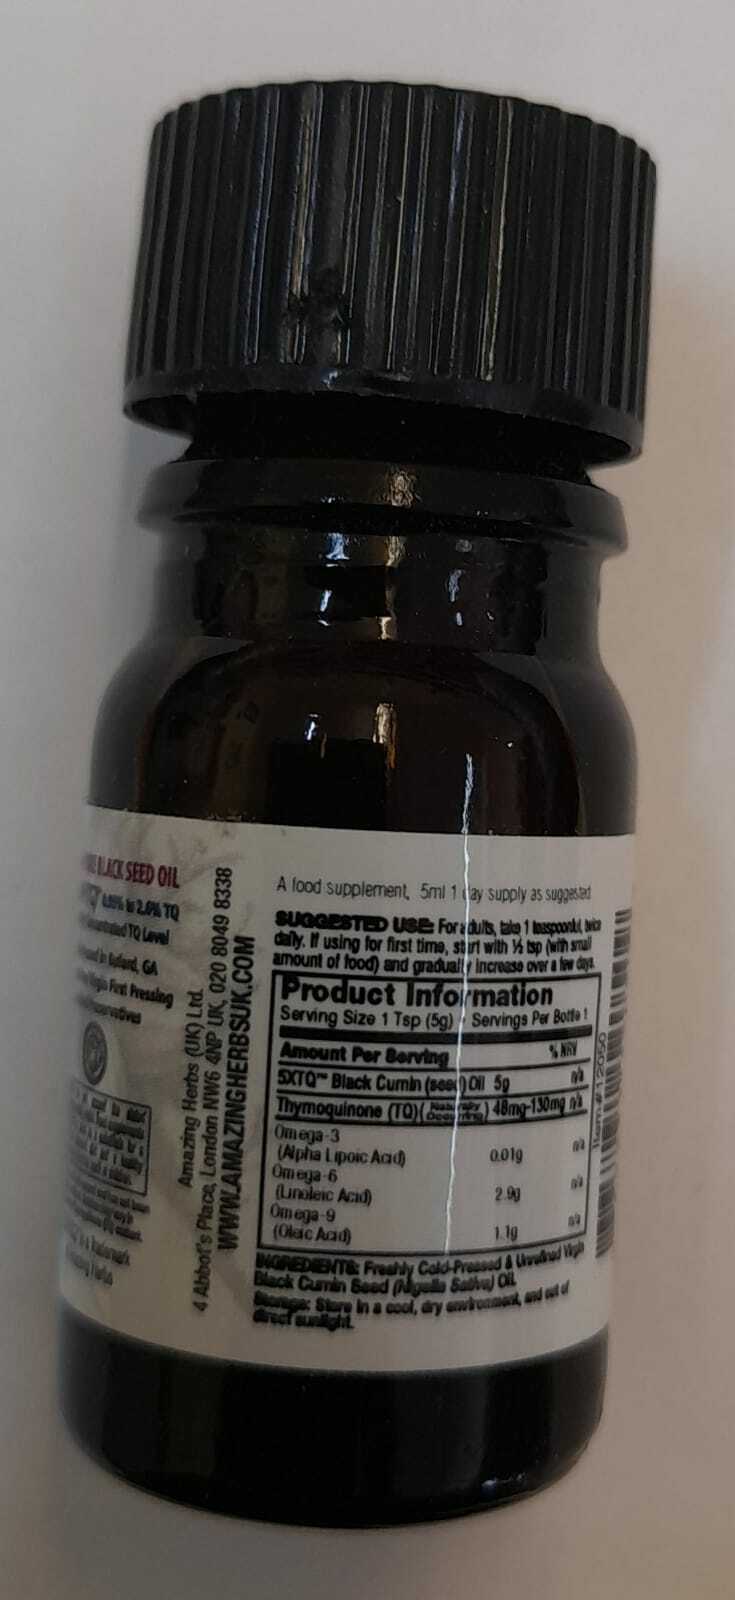 BLACK SEED OIL
to 2.6% TQ
TQ Level
GA
First Pressing
Amazing Herbs (UK) Ltd.
4 Abbot's Place, London NW6 4NP UK, 020 8049 8338
WWW.AMAZINGHERBSUK.COM
A food supplement, 5ml 1 day supply as suggested
SUGGESTED USE: For adults, take 1 teaspoonful, twice
daily. If using for first time, start with ½ tsp (with small
amount of food) and gradually increase over a few days.
Product Information
Serving Size 1 Tsp (5g) • Servings Per Bottle 1
Amount Per Serving % NRV
5XTQ™ Black Cumin (seed) Oil 5g n/a
Thymoquinone (TQ) (Naturally Occurring) 48mg-130mg n/a
Omega-3
(Alpha Lipoic Acid) 0.01g n/a
Omega-6
(Linoleic Acid) 2.9g n/a
Omega-9
(Oleic Acid) 1.1g n/a
INGREDIENTS: Freshly Cold-Pressed & Unrefined Virgin
Black Cumin Seed (Nigella Sativa) Oil.
Storage: Store in a cool, dry environment, and out of
direct sunlight.
Item# 12050